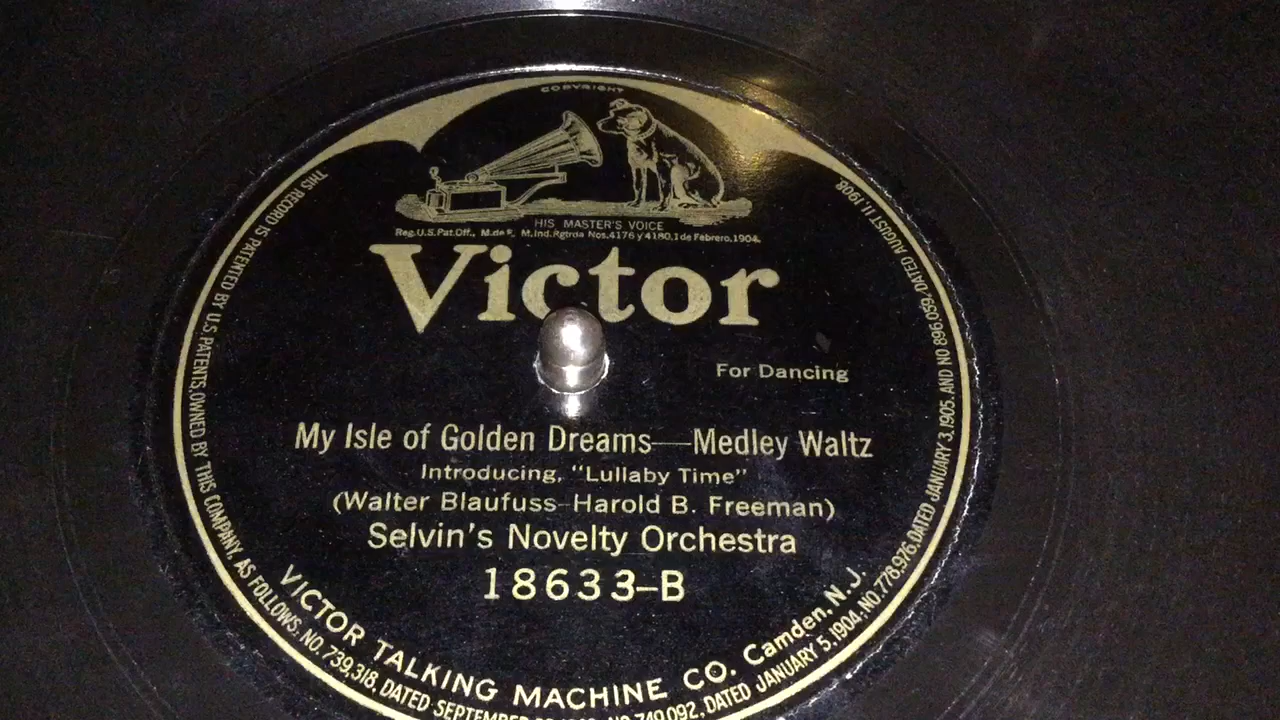 COPYRIGHT
HIS MASTER'S VOICE
Reg.U.S.Pat.Off., M.de F. M.Ind.Rgtrda Nos.4176 y 4180,1 de Febrero,1904.
Victor
For Dancing
My Isle of Golden Dreams—Medley Waltz
Introducing, "Lullaby Time"
(Walter Blaufuss-Harold B. Freeman)
Selvin's Novelty Orchestra
18633-B
VICTOR TALKING MACHINE CO. Camden, N.J.
THIS RECORD IS PATENTED BY U.S. PATENTS, OWNED BY THIS COMPANY, AS FOLLOWS: NO. 739,318, DATED SEPTEMBER NO. 749,092, DATED JANUARY 5, 1904; NO. 778,976, DATED JANUARY 3, 1905, AND NO 896,059, DATED AUGUST 11, 1908